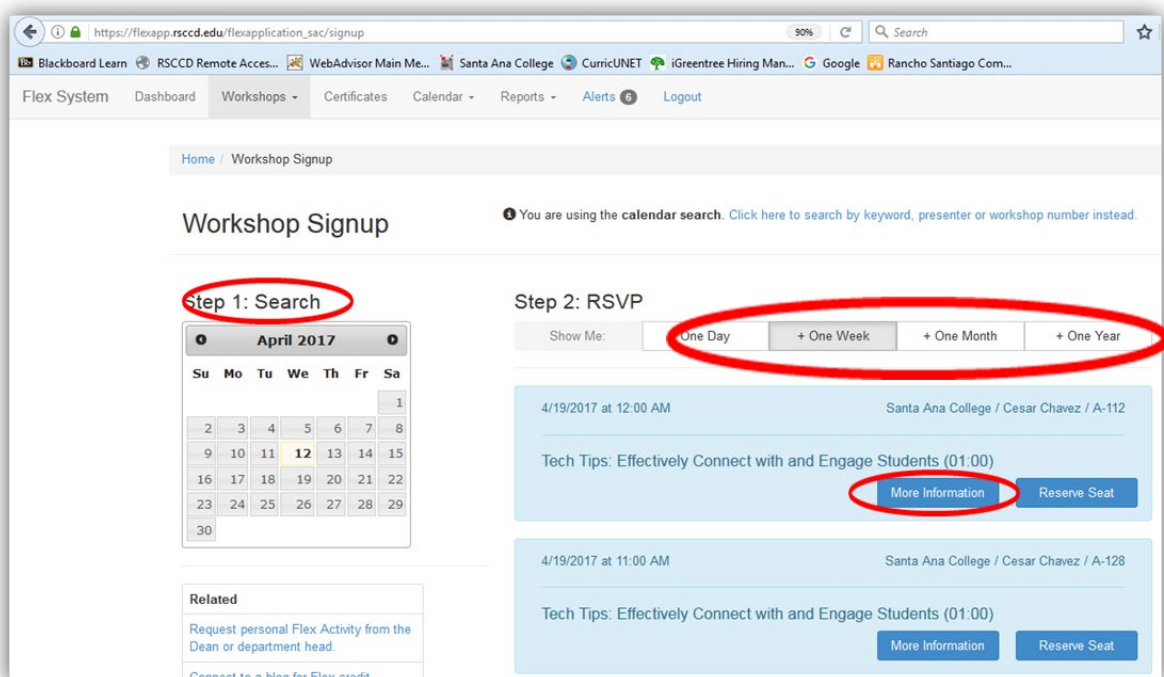 https://flexapp.rsccd.edu/flexapplication_sac/signup 90% Search
Blackboard Learn RSCCD Remote Acces... WebAdvisor Main Me... Santa Ana College CurricUNET iGreentree Hiring Man... Google Rancho Santiago Com...
Flex System Dashboard Workshops Certificates Calendar Reports Alerts 6 Logout
Home / Workshop Signup
Workshop Signup
You are using the calendar search. Click here to search by keyword, presenter or workshop number instead.
Step 1: Search
April 2017
Su Mo Tu We Th Fr Sa
1
2 3 4 5 6 7 8
9 10 11 12 13 14 15
16 17 18 19 20 21 22
23 24 25 26 27 28 29
30
Related
Request personal Flex Activity from the
Dean or department head.
Connect to a blog for Flex credit
Step 2: RSVP
Show Me: One Day + One Week + One Month + One Year
4/19/2017 at 12:00 AM Santa Ana College / Cesar Chavez / A-112
Tech Tips: Effectively Connect with and Engage Students (01:00)
More Information Reserve Seat
4/19/2017 at 11:00 AM Santa Ana College / Cesar Chavez / A-128
Tech Tips: Effectively Connect with and Engage Students (01:00)
More Information Reserve Seat